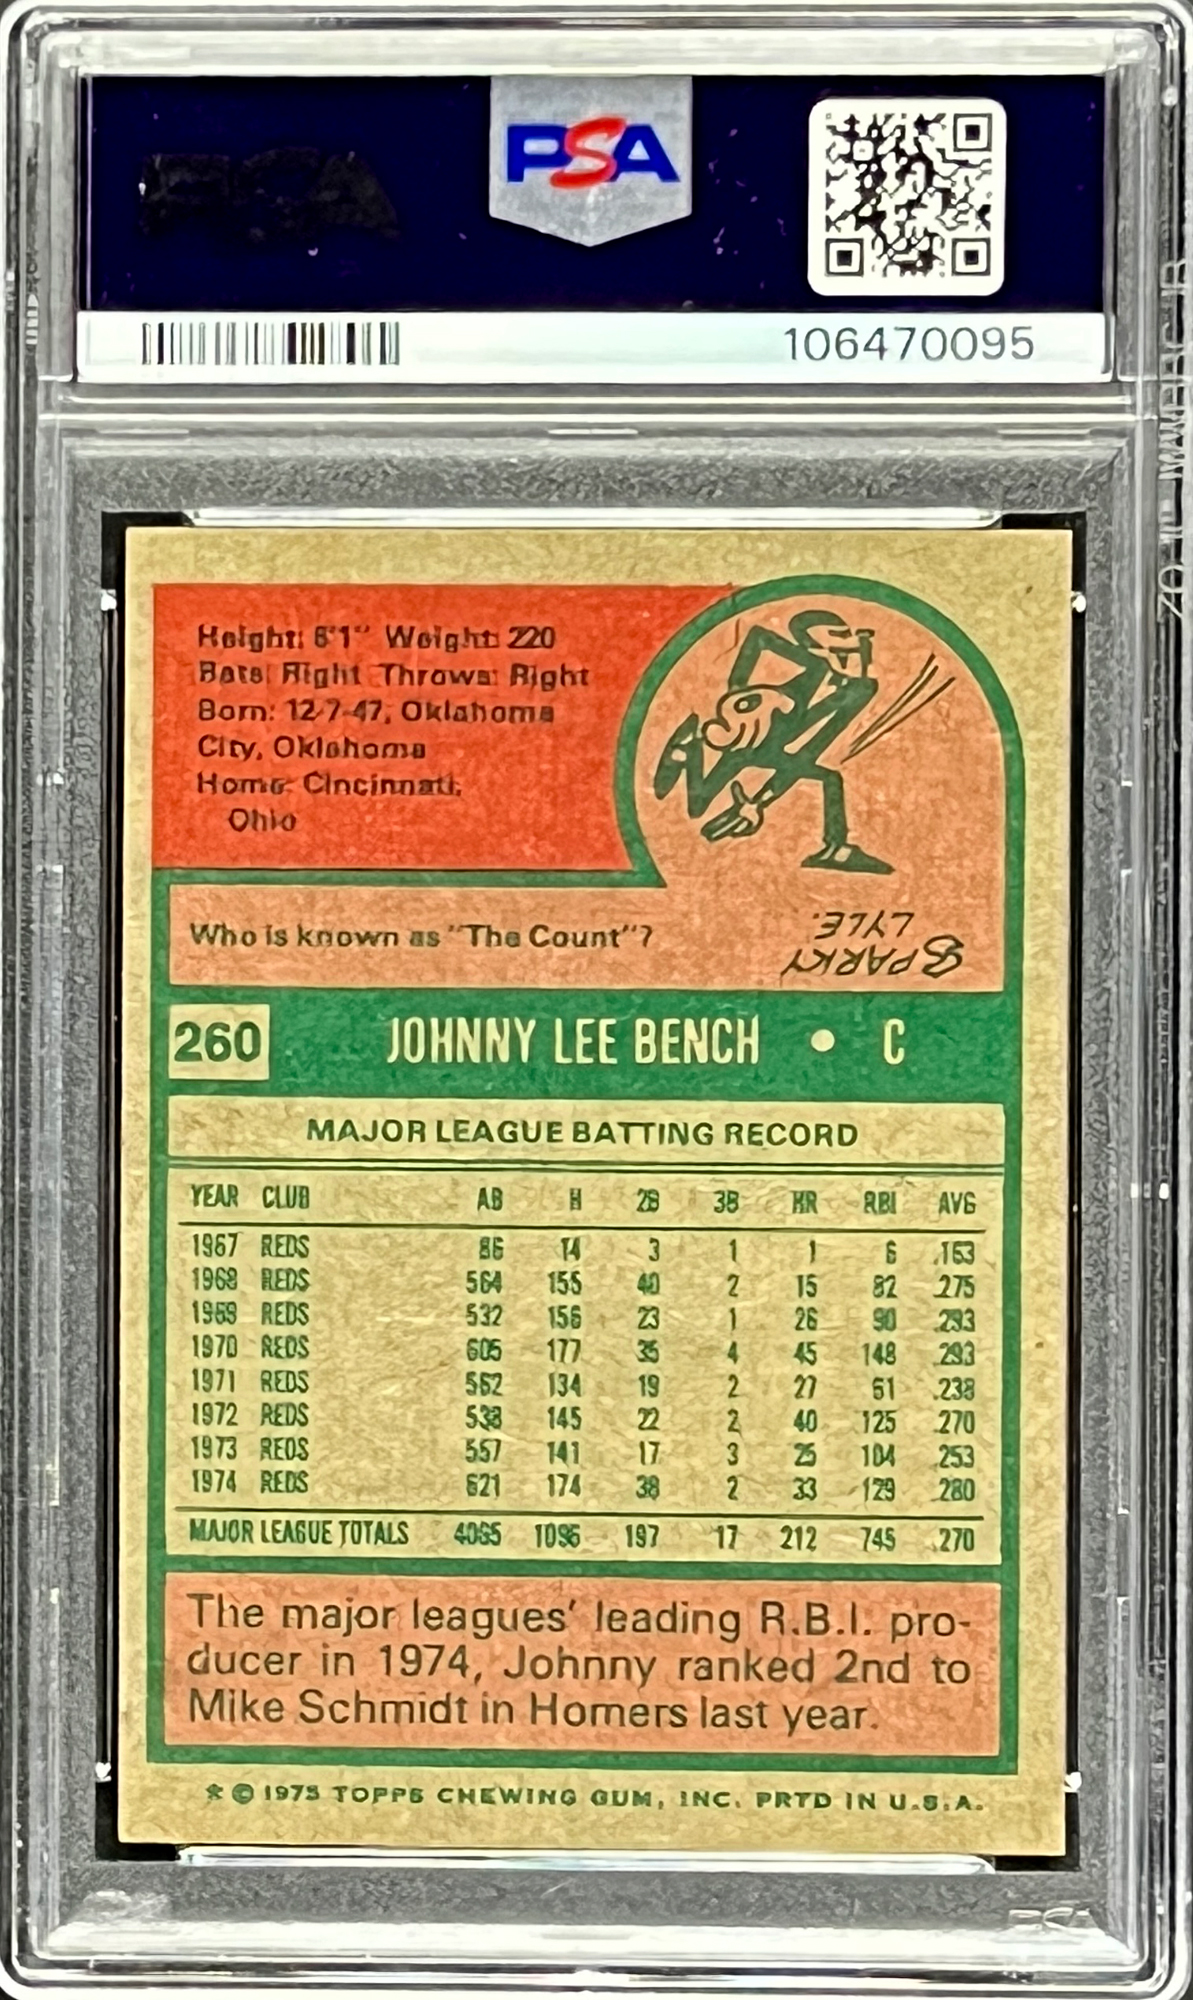 PSA
106470095
Height: 6'1" Weight: 220
Bats: Right Throws: Right
Born: 12-7-47, Oklahoma
City, Oklahoma
Home: Cincinnati,
Ohio
Who is known as "The Count"?
SPARKY
LYLE.
260 JOHNNY LEE BENCH • C
MAJOR LEAGUE BATTING RECORD
YEAR CLUB AB H 2B 3B HR RBI AVG
1967 REDS 86 14 3 1 1 6 .163
1968 REDS 564 155 40 2 15 82 .275
1969 REDS 532 156 23 1 26 90 .293
1970 REDS 605 177 35 4 45 148 .293
1971 REDS 562 134 19 2 27 61 .238
1972 REDS 538 145 22 2 40 125 .270
1973 REDS 557 141 17 3 25 104 .253
1974 REDS 621 174 38 2 33 129 .280
MAJOR LEAGUE TOTALS 4065 1096 197 17 212 745 .270
The major leagues' leading R.B.I. pro-
ducer in 1974, Johnny ranked 2nd to
Mike Schmidt in Homers last year.
* © 1975 TOPPS CHEWING GUM, INC. PRTD IN U.S.A.
PSA